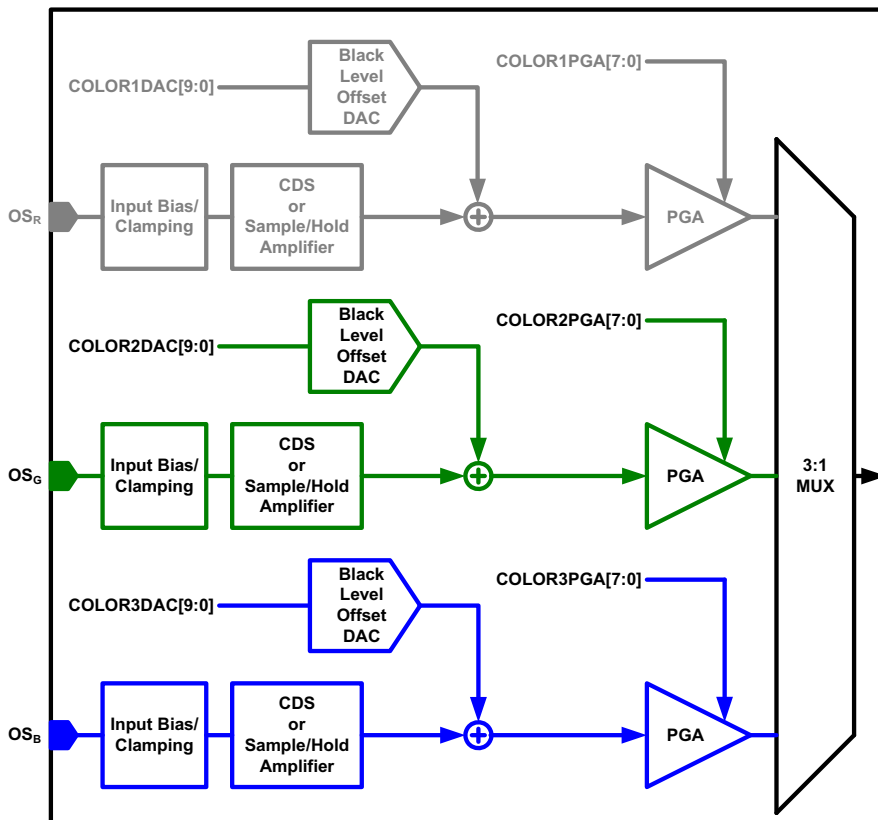 COLOR1DAC[9:0]
Black
Level
Offset
DAC
COLOR1PGA[7:0]
OSR
Input Bias/
Clamping
CDS
or
Sample/Hold
Amplifier
PGA
COLOR2DAC[9:0]
Black
Level
Offset
DAC
COLOR2PGA[7:0]
OSG
Input Bias/
Clamping
CDS
or
Sample/Hold
Amplifier
PGA
3:1
MUX
COLOR3DAC[9:0]
Black
Level
Offset
DAC
COLOR3PGA[7:0]
OSB
Input Bias/
Clamping
CDS
or
Sample/Hold
Amplifier
PGA